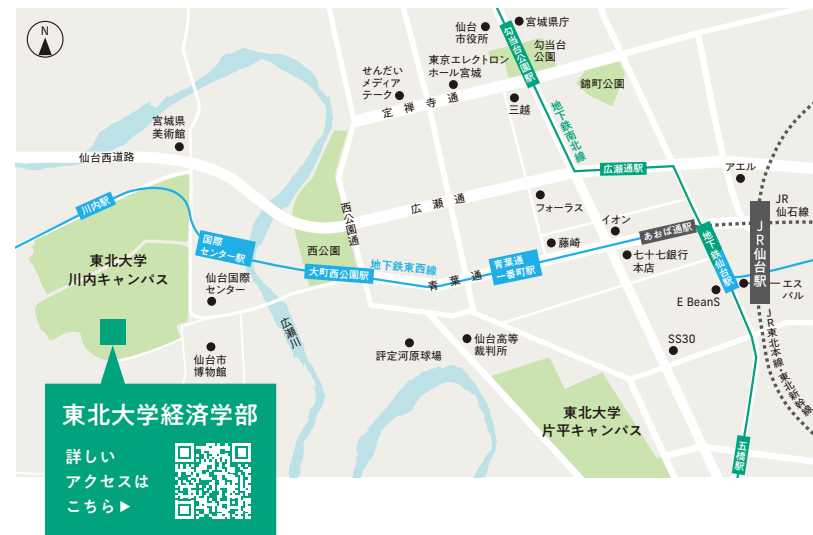 N
仙台
市役所
宮城県庁
勾当台公園駅
勾当台
公園
東京エレクトロン
ホール宮城
せんだい
メディア
テーク
定禅寺通
三越
錦町公園
地下鉄南北線
宮城県
美術館
仙台西道路
広瀬通駅
アエル
川内駅
西公園通
広瀬通
フォーラス
イオン
あおば通駅
JR
仙石線
JR仙台駅
地下鉄仙台駅
国際
センター駅
西公園
地下鉄東西線
大町西公園駅
青葉通
青葉通
一番町駅
藤崎
七十七銀行
本店
エス
パル
E BeanS
東北大学
川内キャンパス
仙台国際
センター
広瀬川
仙台市
博物館
評定河原球場
仙台高等
裁判所
SS30
JR東北本線・東北新幹線
東北大学
片平キャンパス
五橋駅
東北大学経済学部
詳しい
アクセスは
こちら▶